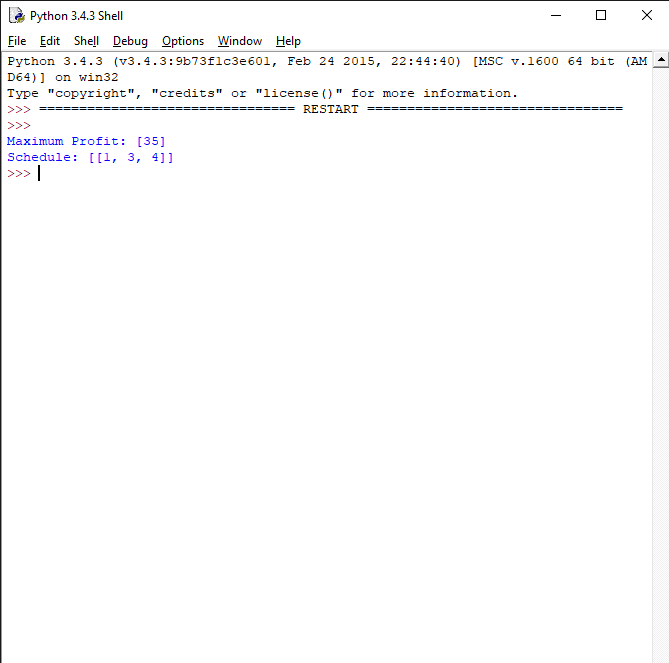 Python 3.4.3 Shell
File Edit Shell Debug Options Window Help
Python 3.4.3 (v3.4.3:9b73f1c3e601, Feb 24 2015, 22:44:40) [MSC v.1600 64 bit (AM
D64)] on win32
Type "copyright", "credits" or "license()" for more information.
>>> ================================ RESTART ================================
>>>
Maximum Profit: [35]
Schedule: [[1, 3, 4]]
>>>